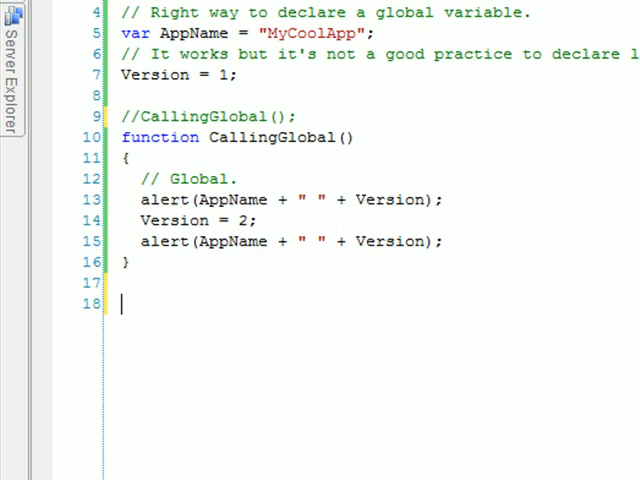 Server Explorer
4 // Right way to declare a global variable.
5 var AppName = "MyCoolApp";
6 // It works but it's not a good practice to declare l
7 Version = 1;
8
9 //CallingGlobal();
10 function CallingGlobal()
11 {
12 // Global.
13 alert(AppName + " " + Version);
14 Version = 2;
15 alert(AppName + " " + Version);
16 }
17
18